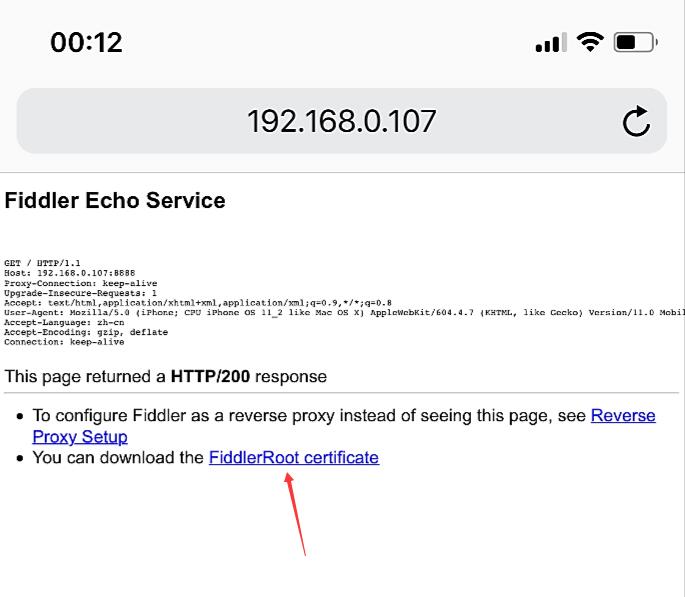 00:12
192.168.0.107
Fiddler Echo Service
GET / HTTP/1.1
Host: 192.168.0.107:8888
Proxy-Connection: keep-alive
Upgrade-Insecure-Requests: 1
Accept: text/html,application/xhtml+xml,application/xml;q=0.9,*/*;q=0.8
User-Agent: Mozilla/5.0 (iPhone; CPU iPhone OS 11_2 like Mac OS X) AppleWebKit/604.4.7 (KHTML, like Gecko) Version/11.0 Mobil
Accept-Language: zh-cn
Accept-Encoding: gzip, deflate
Connection: keep-alive
This page returned a HTTP/200 response
• To configure Fiddler as a reverse proxy instead of seeing this page, see Reverse
Proxy Setup
• You can download the FiddlerRoot certificate